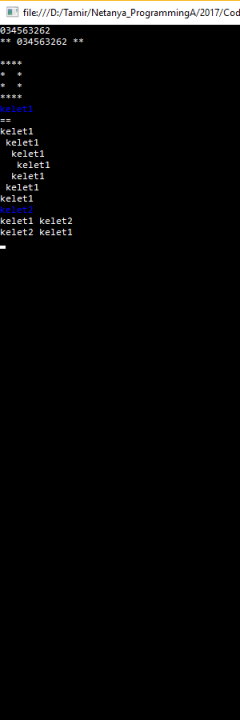 file:///D:/Tamir/Netanya_ProgrammingA/2017/Cod
034563262
** 034563262 **
****
*  *
*  *
****
kelet1
==
kelet1
 kelet1
  kelet1
   kelet1
  kelet1
 kelet1
kelet1
kelet2
kelet1 kelet2
kelet2 kelet1